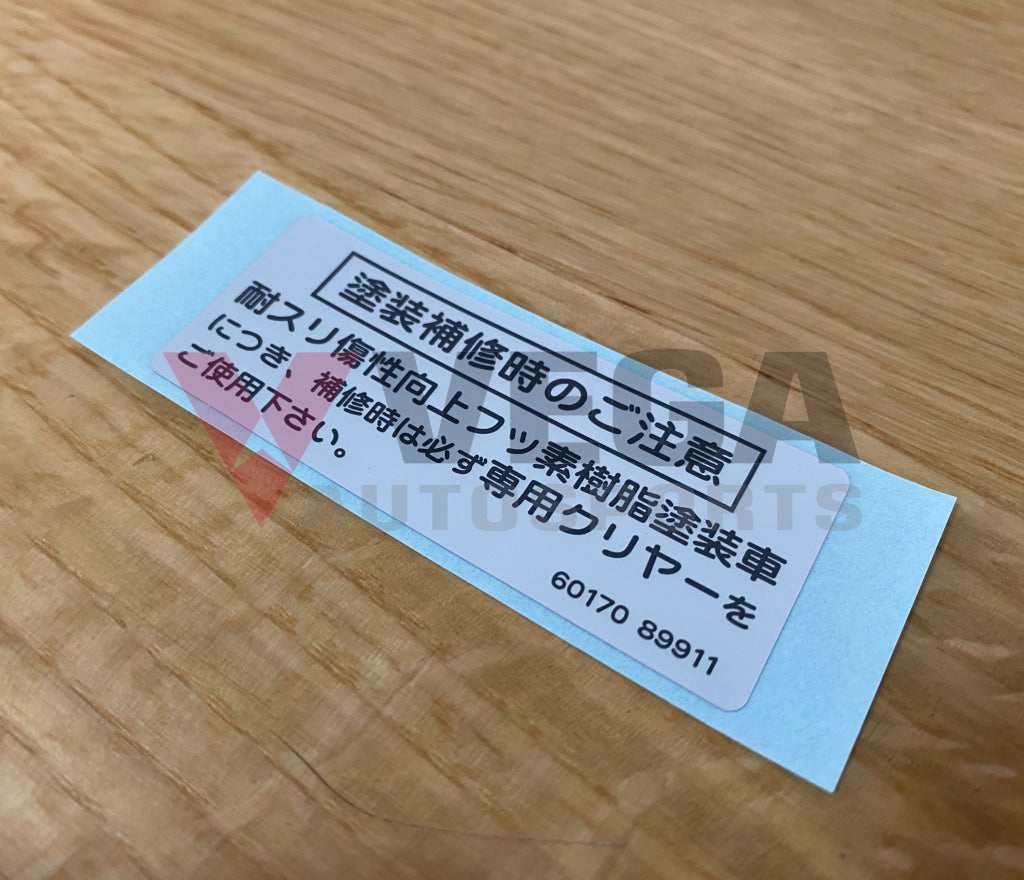 塗装補修時のご注意
耐スリ傷性向上フッ素樹脂塗装車
につき、補修時は必ず専用クリヤーを
ご使用下さい。
60170 89911
VEGA
AUTOSPORTS